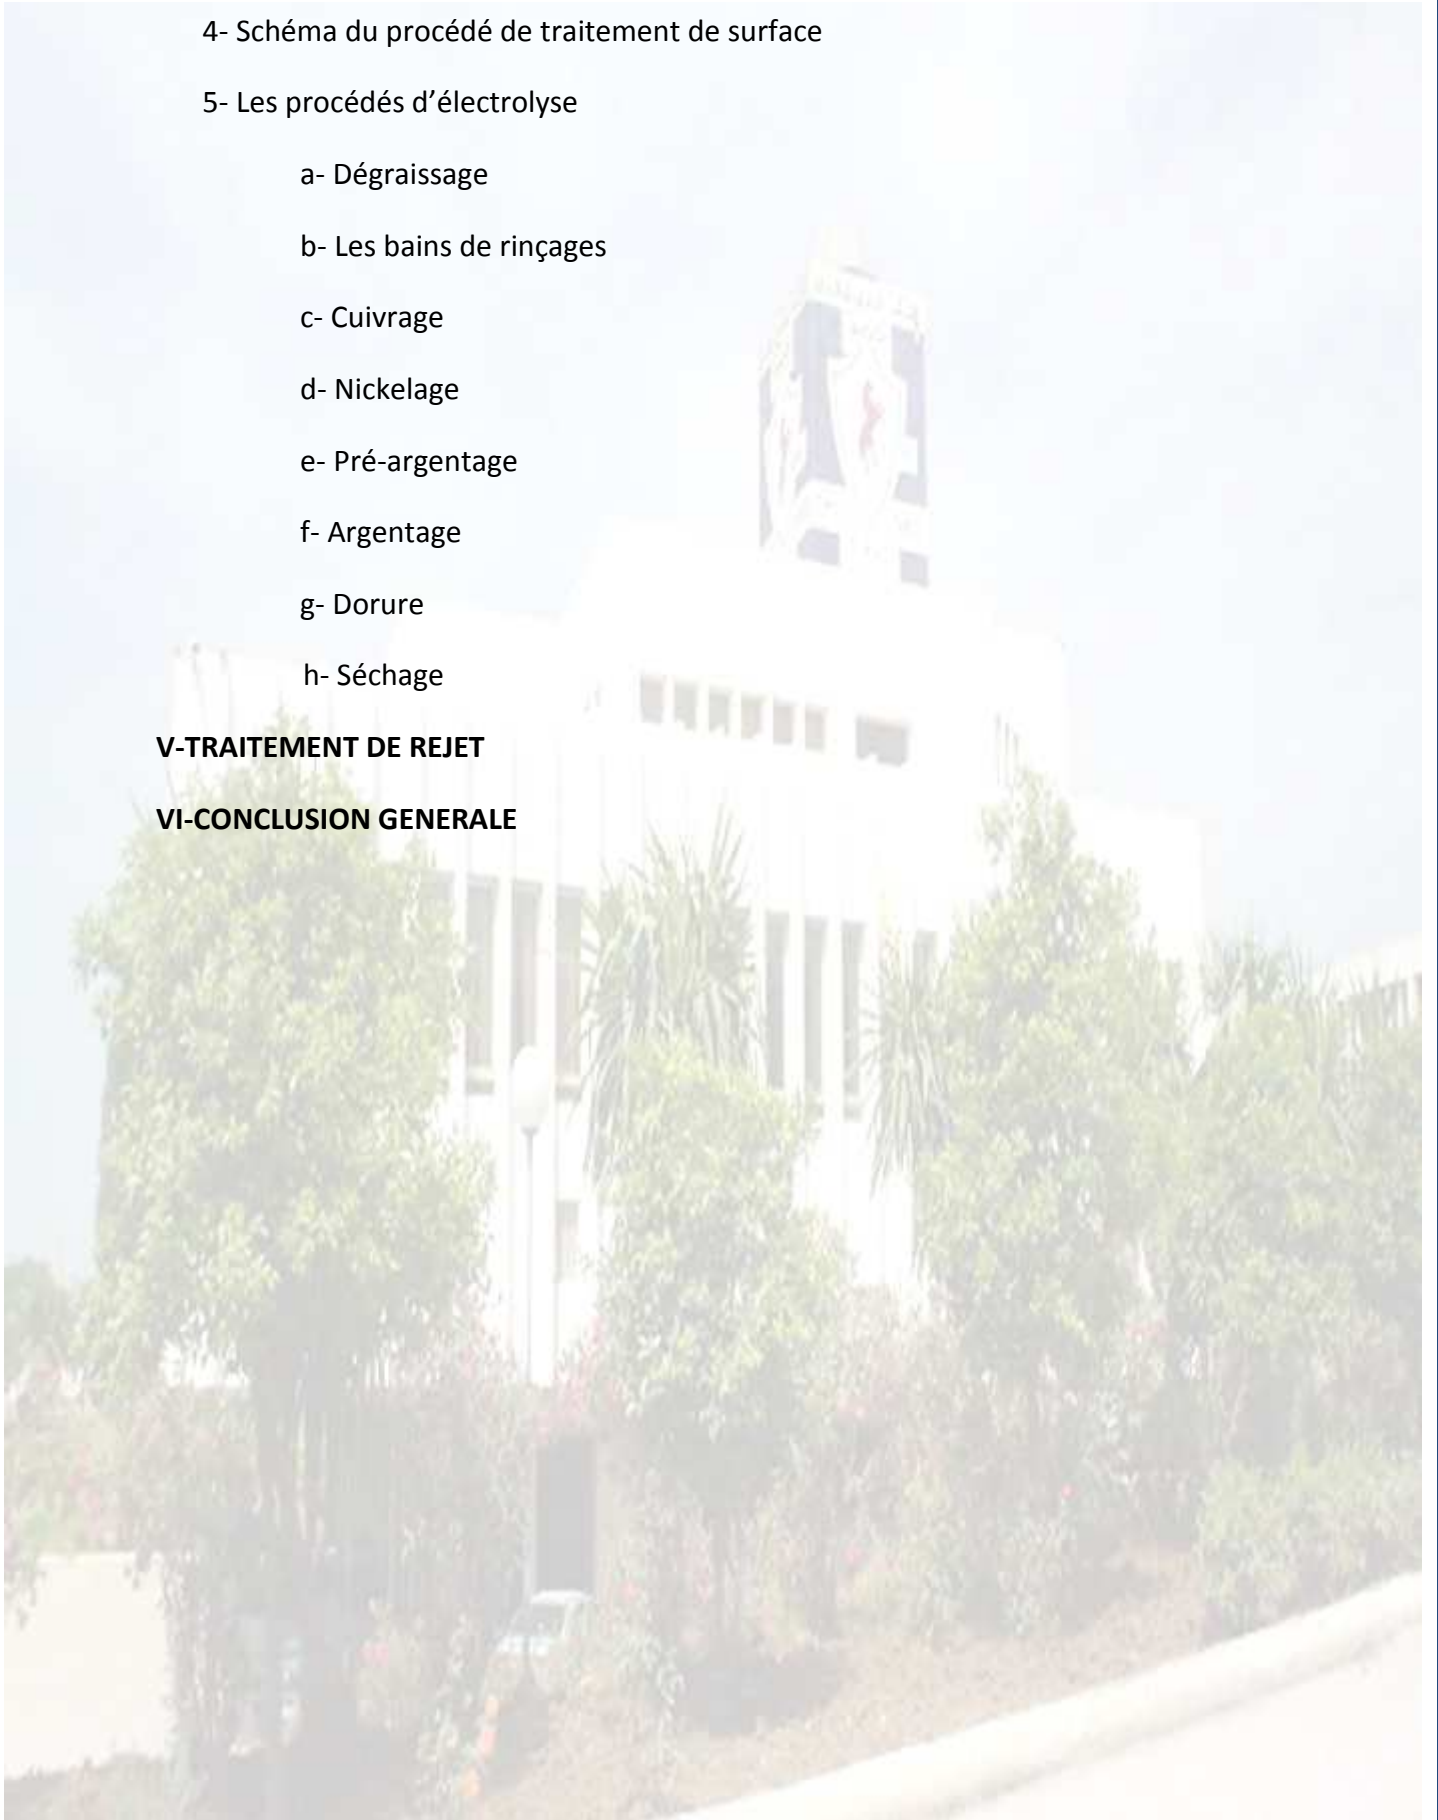 4- Schéma du procédé de traitement de surface
5- Les procédés d’électrolyse
a- Dégraissage
b- Les bains de rinçages
c- Cuivrage
d- Nickelage
e- Pré-argentage
f- Argentage
g- Dorure
h- Séchage
V-TRAITEMENT DE REJET
VI-CONCLUSION GENERALE